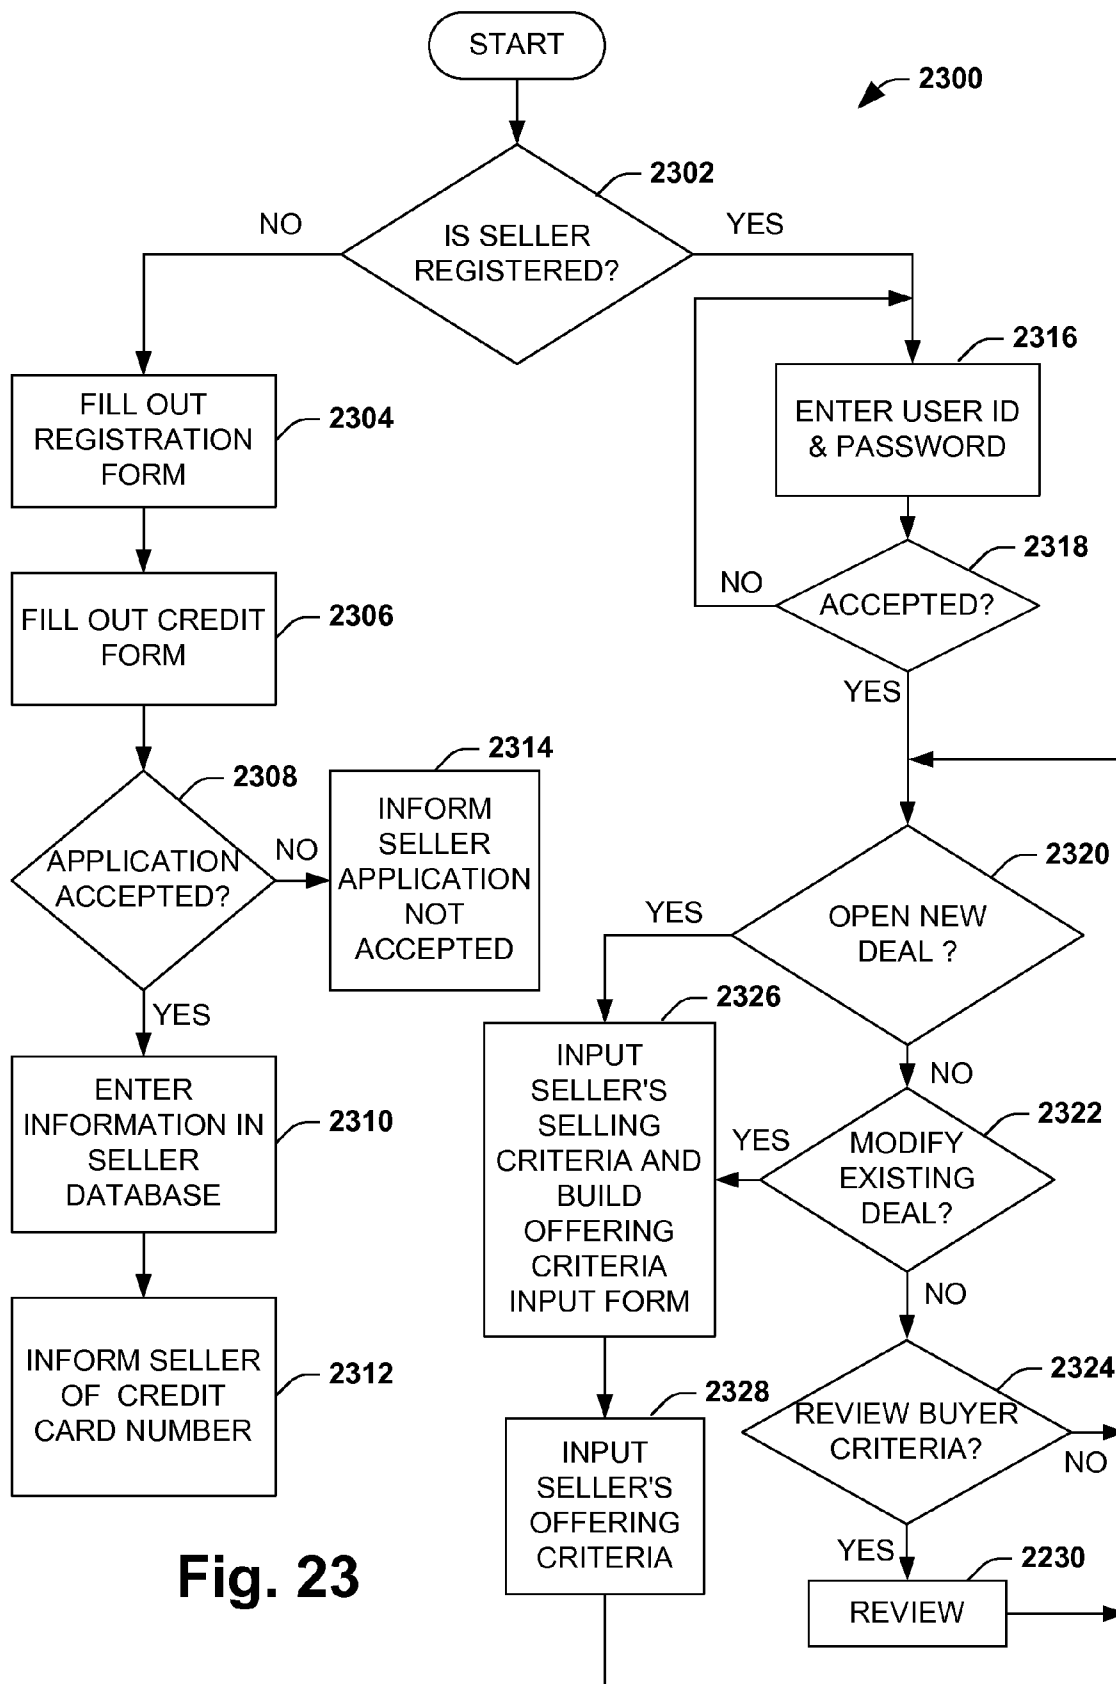 START
2300
2302
NO
YES
IS SELLER
REGISTERED?
2316
FILL OUT
REGISTRATION
FORM
2304
ENTER USER ID
& PASSWORD
2318
NO
ACCEPTED?
FILL OUT CREDIT
FORM
2306
YES
2314
2308
INFORM
SELLER
APPLICATION
NOT
ACCEPTED
APPLICATION
ACCEPTED?
NO
2320
YES
OPEN NEW
DEAL ?
2326
YES
INPUT
SELLER'S
SELLING
CRITERIA AND
BUILD
OFFERING
CRITERIA
INPUT FORM
NO
ENTER
INFORMATION IN
SELLER
DATABASE
2310
2322
YES
MODIFY
EXISTING
DEAL?
NO
INFORM SELLER
OF CREDIT
CARD NUMBER
2312
2324
2328
REVIEW BUYER
CRITERIA?
NO
INPUT
SELLER'S
OFFERING
CRITERIA
YES
2230
REVIEW
Fig. 23